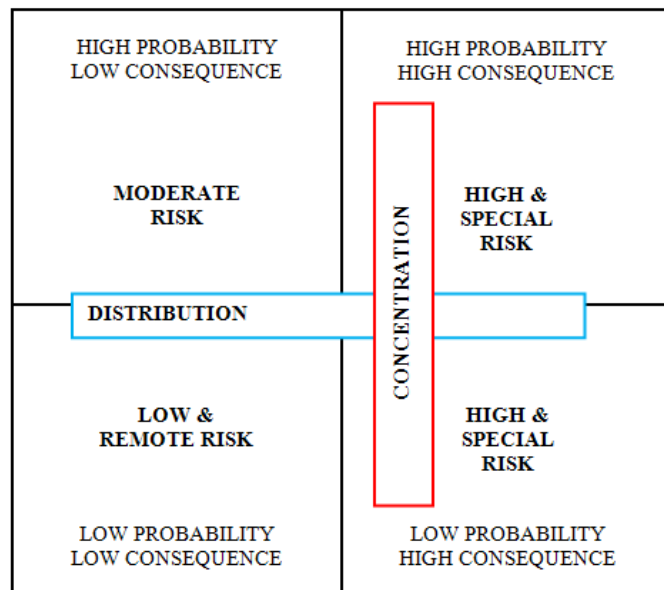 HIGH PROBABILITY
LOW CONSEQUENCE
HIGH PROBABILITY
HIGH CONSEQUENCE
MODERATE
RISK
HIGH &
SPECIAL
RISK
CONCENTRATION
DISTRIBUTION
LOW &
REMOTE RISK
HIGH &
SPECIAL
RISK
LOW PROBABILITY
LOW CONSEQUENCE
LOW PROBABILITY
HIGH CONSEQUENCE